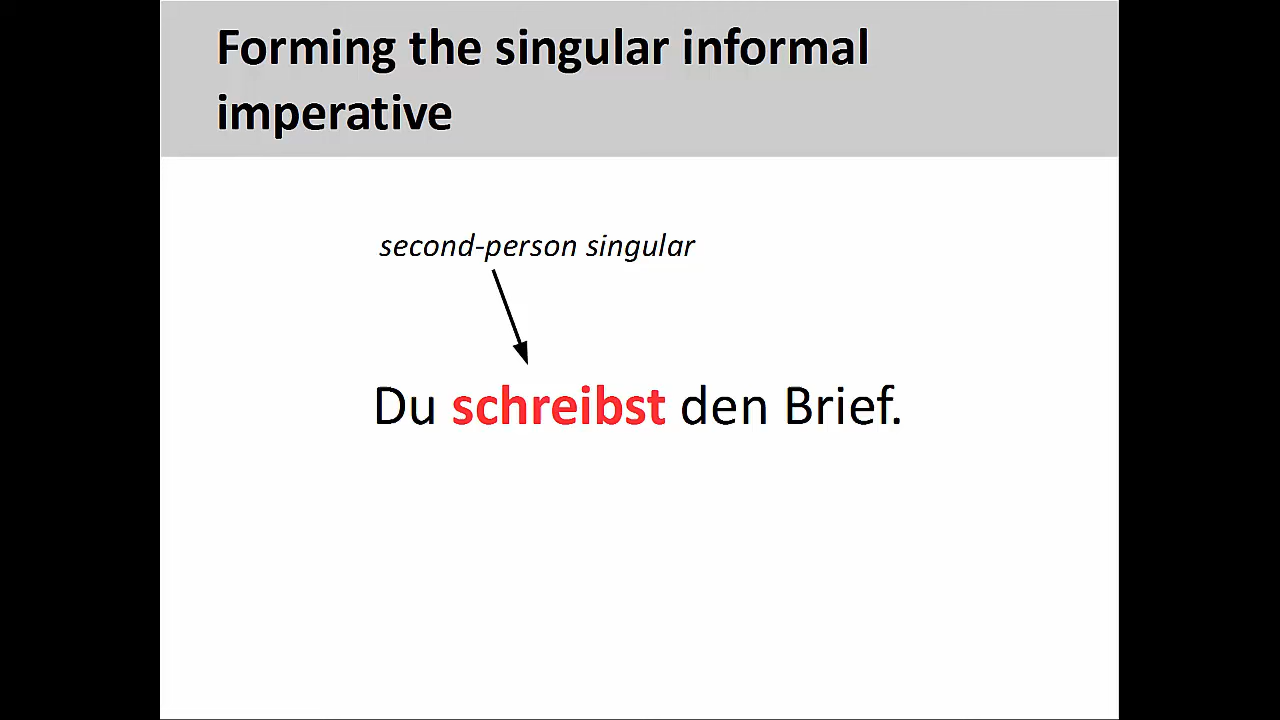 Forming the singular informal
imperative
second-person singular
Du schreibst den Brief.